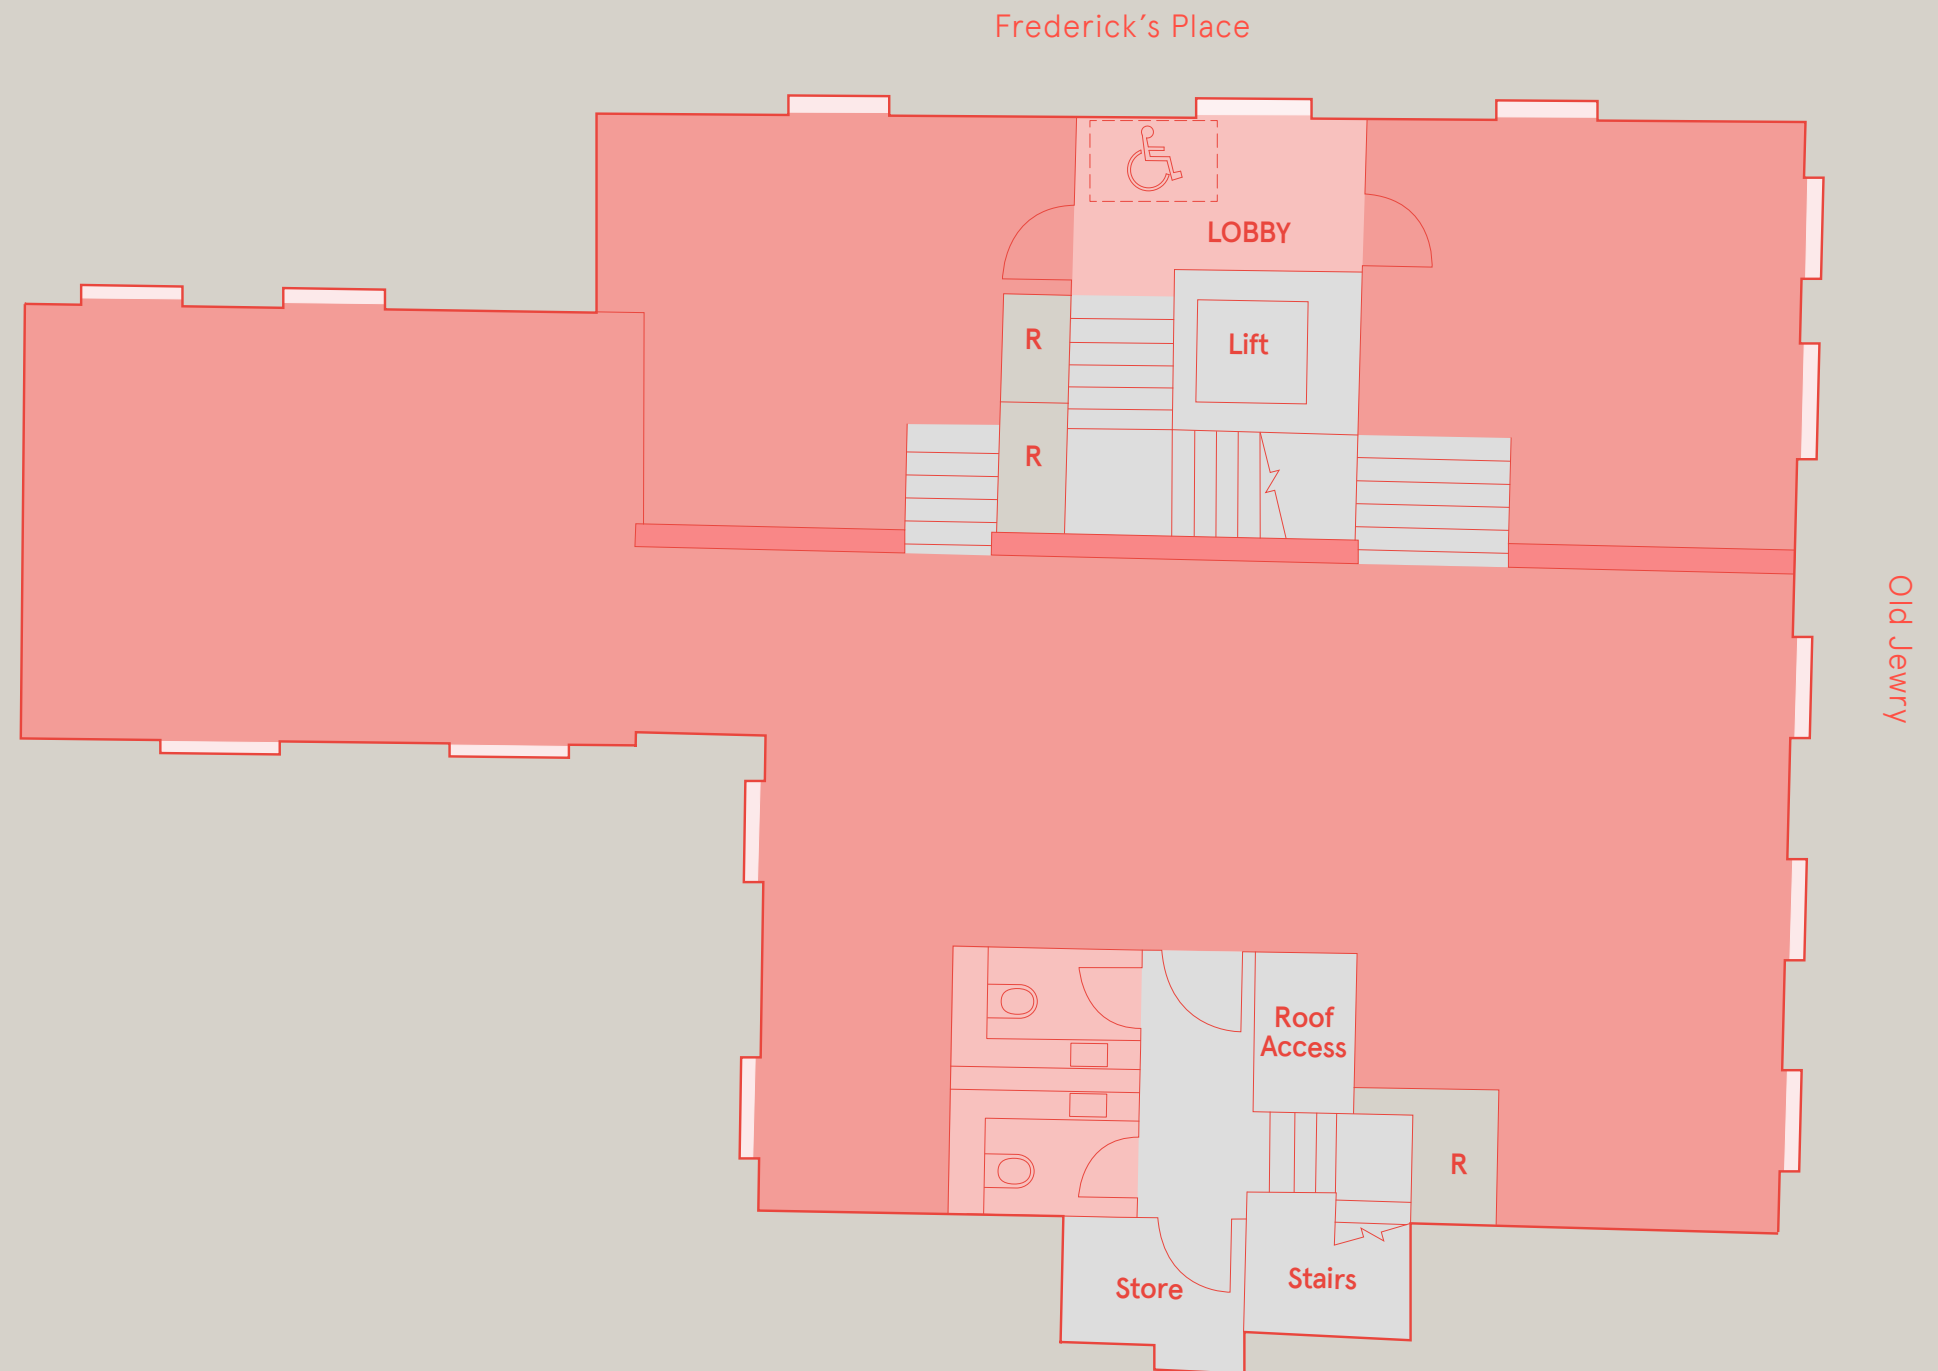 Frederick’s Place
LOBBY
R
Lift
R
Old Jewry
Roof
Access
R
Store
Stairs